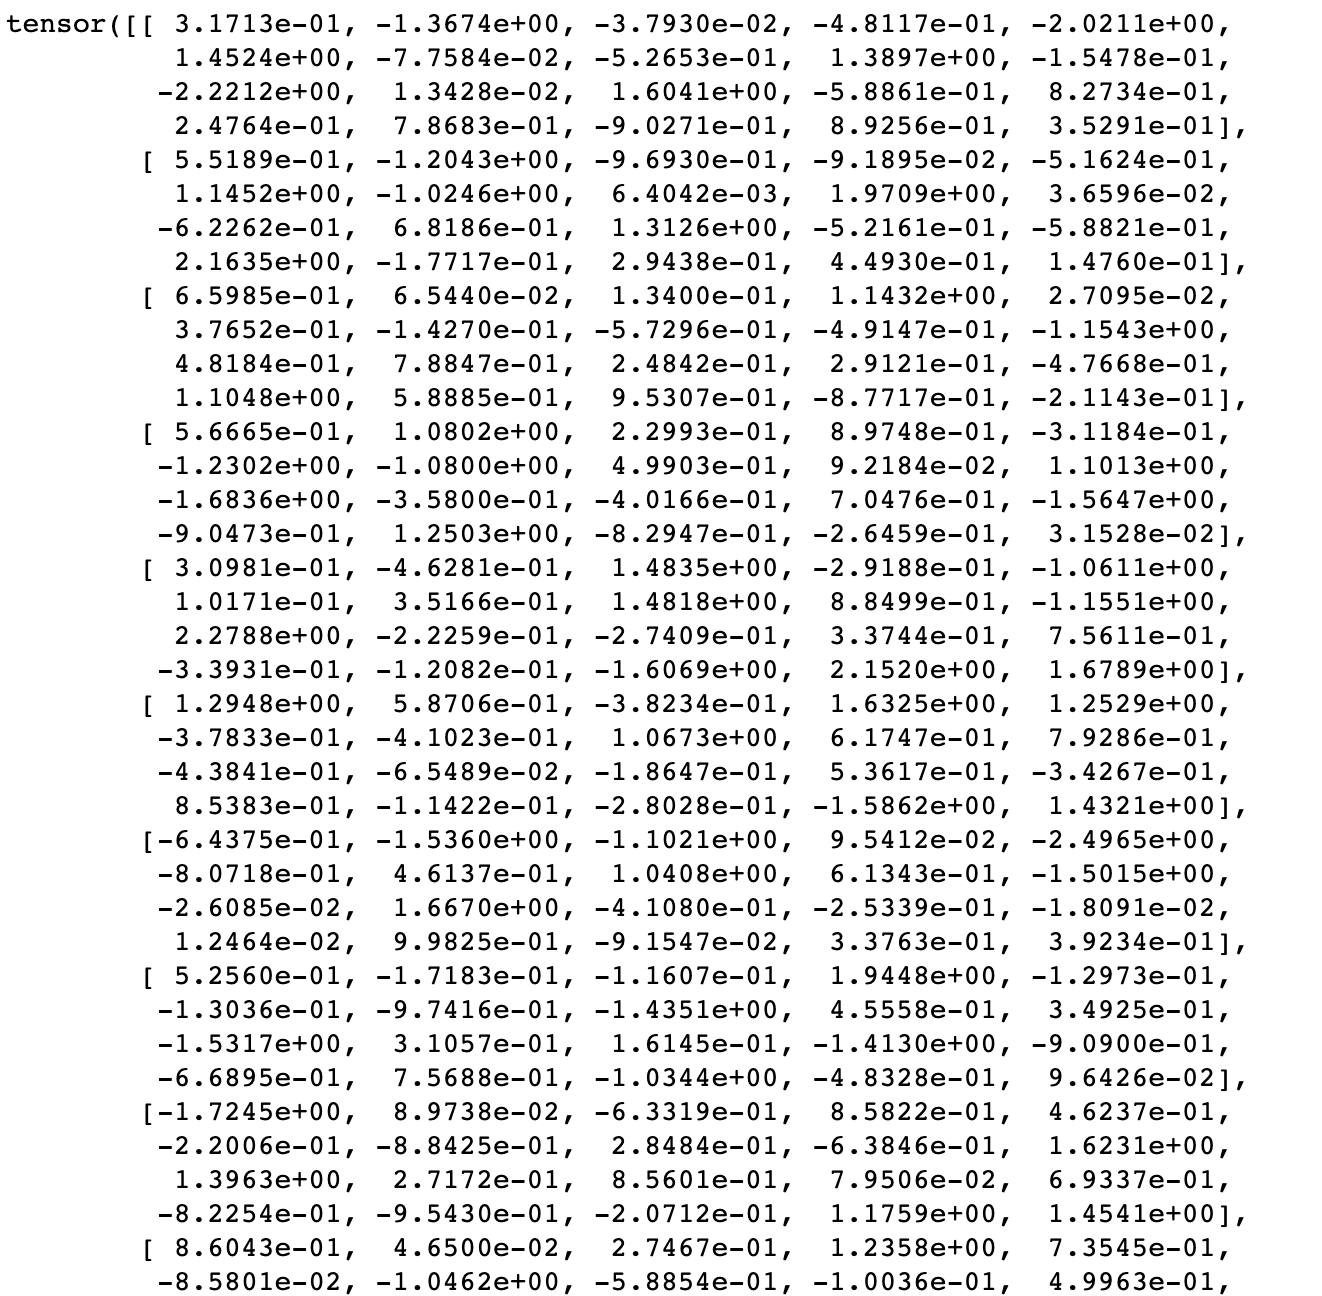 tensor([[ 3.1713e-01, -1.3674e+00, -3.7930e-02, -4.8117e-01, -2.0211e+00,
1.4524e+00, -7.7584e-02, -5.2653e-01, 1.3897e+00, -1.5478e-01,
-2.2212e+00, 1.3428e-02, 1.6041e+00, -5.8861e-01, 8.2734e-01,
2.4764e-01, 7.8683e-01, -9.0271e-01, 8.9256e-01, 3.5291e-01],
[ 5.5189e-01, -1.2043e+00, -9.6930e-01, -9.1895e-02, -5.1624e-01,
1.1452e+00, -1.0246e+00, 6.4042e-03, 1.9709e+00, 3.6596e-02,
-6.2262e-01, 6.8186e-01, 1.3126e+00, -5.2161e-01, -5.8821e-01,
2.1635e+00, -1.7717e-01, 2.9438e-01, 4.4930e-01, 1.4760e-01],
[ 6.5985e-01, 6.5440e-02, 1.3400e-01, 1.1432e+00, 2.7095e-02,
3.7652e-01, -1.4270e-01, -5.7296e-01, -4.9147e-01, -1.1543e+00,
4.8184e-01, 7.8847e-01, 2.4842e-01, 2.9121e-01, -4.7668e-01,
1.1048e+00, 5.8885e-01, 9.5307e-01, -8.7717e-01, -2.1143e-01],
[ 5.6665e-01, 1.0802e+00, 2.2993e-01, 8.9748e-01, -3.1184e-01,
-1.2302e+00, -1.0800e+00, 4.9903e-01, 9.2184e-02, 1.1013e+00,
-1.6836e+00, -3.5800e-01, -4.0166e-01, 7.0476e-01, -1.5647e+00,
-9.0473e-01, 1.2503e+00, -8.2947e-01, -2.6459e-01, 3.1528e-02],
[ 3.0981e-01, -4.6281e-01, 1.4835e+00, -2.9188e-01, -1.0611e+00,
1.0171e-01, 3.5166e-01, 1.4818e+00, 8.8499e-01, -1.1551e+00,
2.2788e+00, -2.2259e-01, -2.7409e-01, 3.3744e-01, 7.5611e-01,
-3.3931e-01, -1.2082e-01, -1.6069e+00, 2.1520e+00, 1.6789e+00],
[ 1.2948e+00, 5.8706e-01, -3.8234e-01, 1.6325e+00, 1.2529e+00,
-3.7833e-01, -4.1023e-01, 1.0673e+00, 6.1747e-01, 7.9286e-01,
-4.3841e-01, -6.5489e-02, -1.8647e-01, 5.3617e-01, -3.4267e-01,
8.5383e-01, -1.1422e-01, -2.8028e-01, -1.5862e+00, 1.4321e+00],
[-6.4375e-01, -1.5360e+00, -1.1021e+00, 9.5412e-02, -2.4965e+00,
-8.0718e-01, 4.6137e-01, 1.0408e+00, 6.1343e-01, -1.5015e+00,
-2.6085e-02, 1.6670e+00, -4.1080e-01, -2.5339e-01, -1.8091e-02,
1.2464e-02, 9.9825e-01, -9.1547e-02, 3.3763e-01, 3.9234e-01],
[ 5.2560e-01, -1.7183e-01, -1.1607e-01, 1.9448e+00, -1.2973e-01,
-1.3036e-01, -9.7416e-01, -1.4351e+00, 4.5558e-01, 3.4925e-01,
-1.5317e+00, 3.1057e-01, 1.6145e-01, -1.4130e+00, -9.0900e-01,
-6.6895e-01, 7.5688e-01, -1.0344e+00, -4.8328e-01, 9.6426e-02],
[-1.7245e+00, 8.9738e-02, -6.3319e-01, 8.5822e-01, 4.6237e-01,
-2.2006e-01, -8.8425e-01, 2.8484e-01, -6.3846e-01, 1.6231e+00,
1.3963e+00, 2.7172e-01, 8.5601e-01, 7.9506e-02, 6.9337e-01,
-8.2254e-01, -9.5430e-01, -2.0712e-01, 1.1759e+00, 1.4541e+00],
[ 8.6043e-01, 4.6500e-02, 2.7467e-01, 1.2358e+00, 7.3545e-01,
-8.5801e-02, -1.0462e+00, -5.8854e-01, -1.0036e-01, 4.9963e-01,